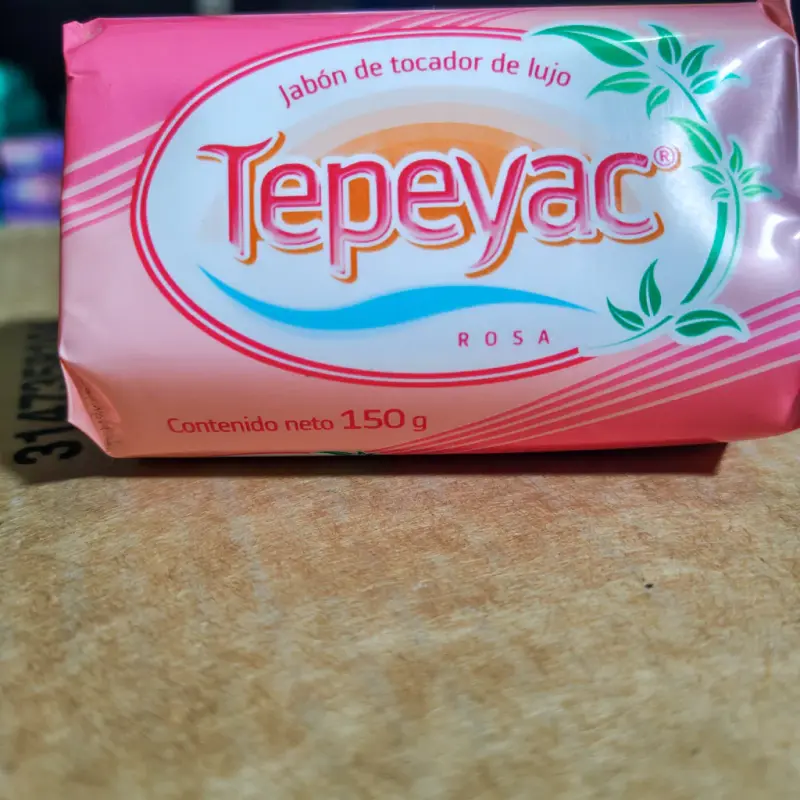 Jabón de tocador de lujo
Tepeyac®
ROSA
Contenido neto 150 g